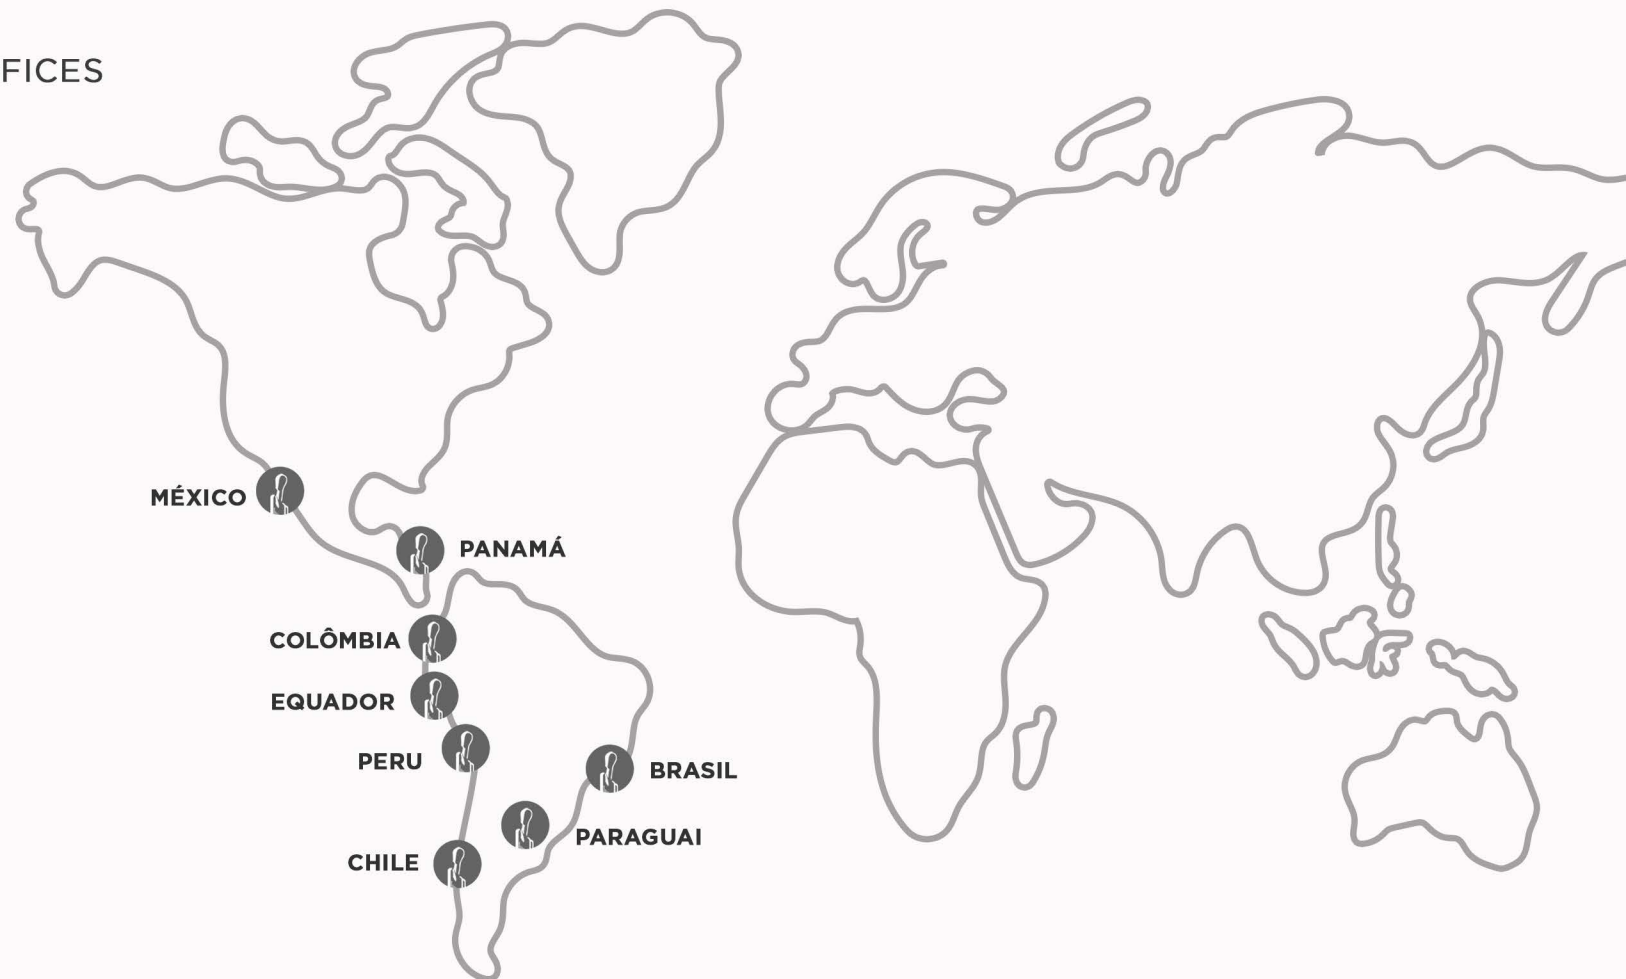 FICES
MÉXICO
PANAMÁ
COLÔMBIA
EQUADOR
PERU
BRASIL
PARAGUAI
CHILE